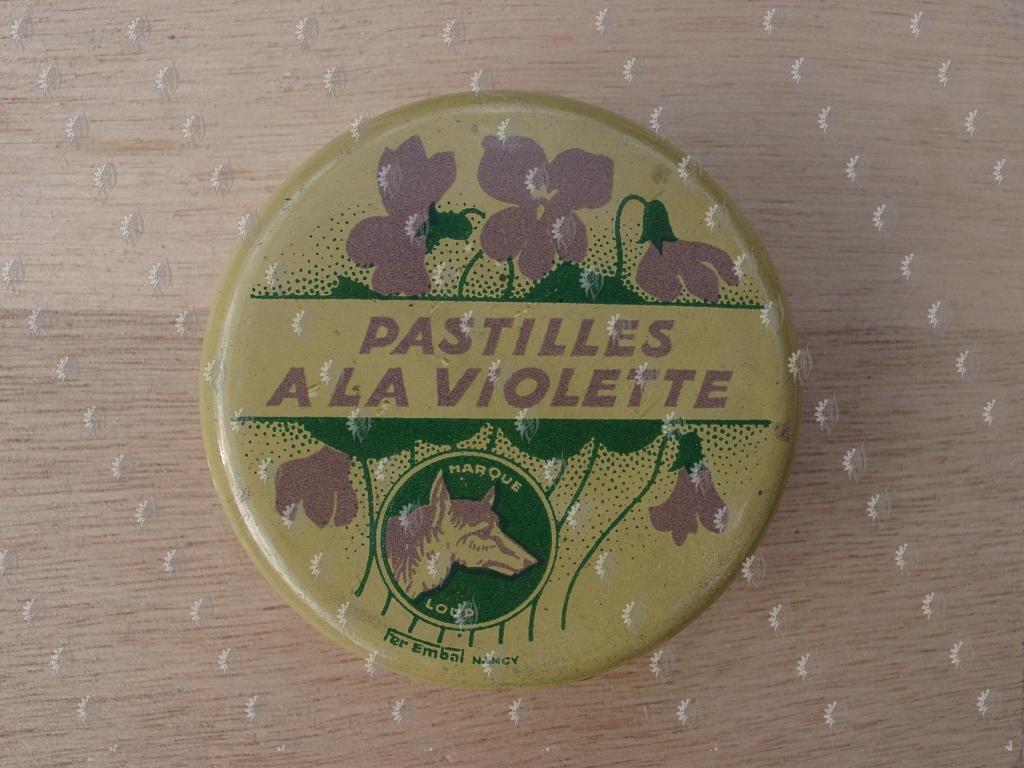 PASTILLES
A LA VIOLETTE
MARQUE
LOUP
Fer Embal NANCY